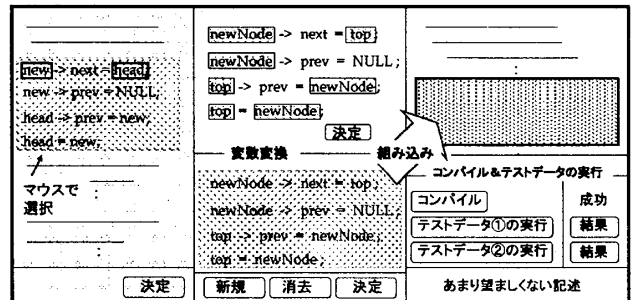 new -> next = head;
new -> prev = NULL;
head -> prev = new;
head = new;
マウスで
選択
決定
newNode -> next = top;
newNode -> prev = NULL;
top -> prev = newNode;
top = newNode;
決定
変数変換
組み込み
newNode -> next = top;
newNode -> prev = NULL;
top -> prev = newNode;
top = newNode;
新規 消去 決定
コンパイル&テストデータの実行
コンパイル 成功
テストデータ①の実行 結果
テストデータ②の実行 結果
あまり望ましくない記述